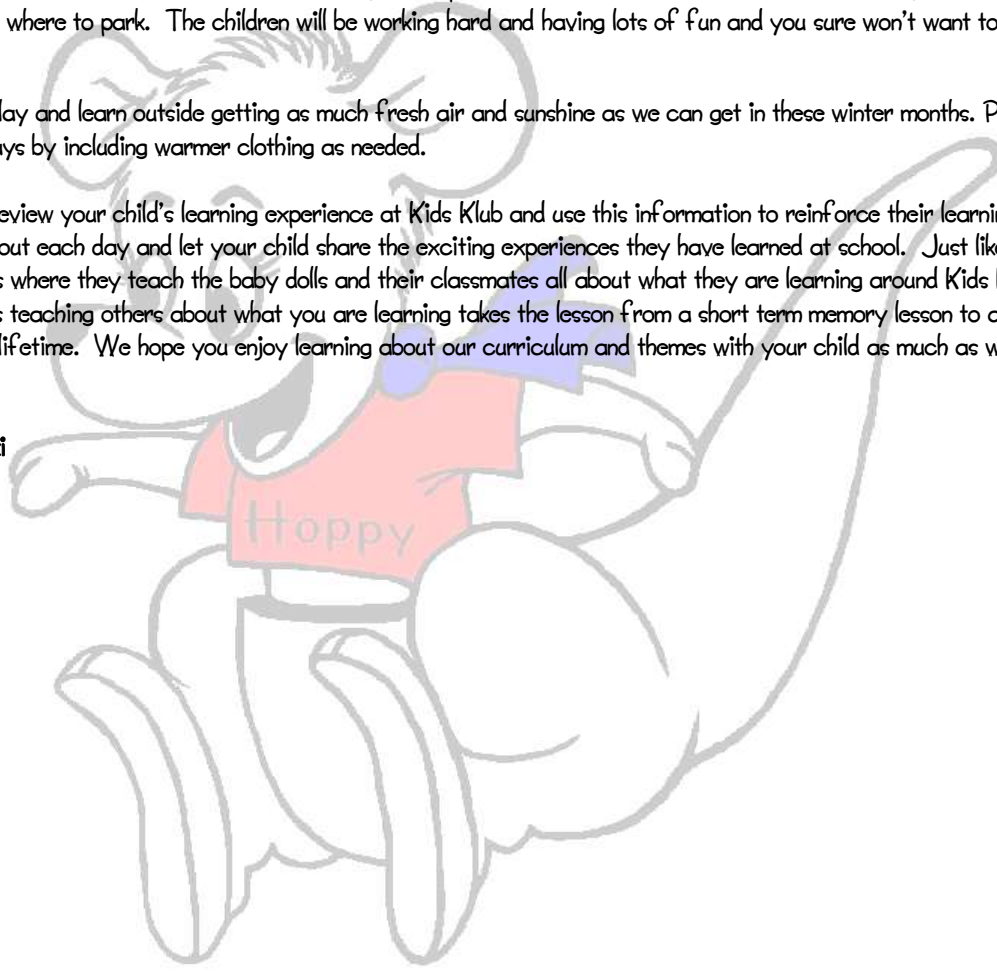 where to park. The children will be working hard and having lots of fun and you sure won't want to
lay and learn outside getting as much fresh air and sunshine as we can get in these winter months. P
ys by including warmer clothing as needed.
eview your child's learning experience at Kids Klub and use this information to reinforce their learnin
out each day and let your child share the exciting experiences they have learned at school. Just lik
s where they teach the baby dolls and their classmates all about what they are learning around Kids
s teaching others about what you are learning takes the lesson from a short term memory lesson to
lifetime. We hope you enjoy learning about our curriculum and themes with your child as much as w
i
Hoppy